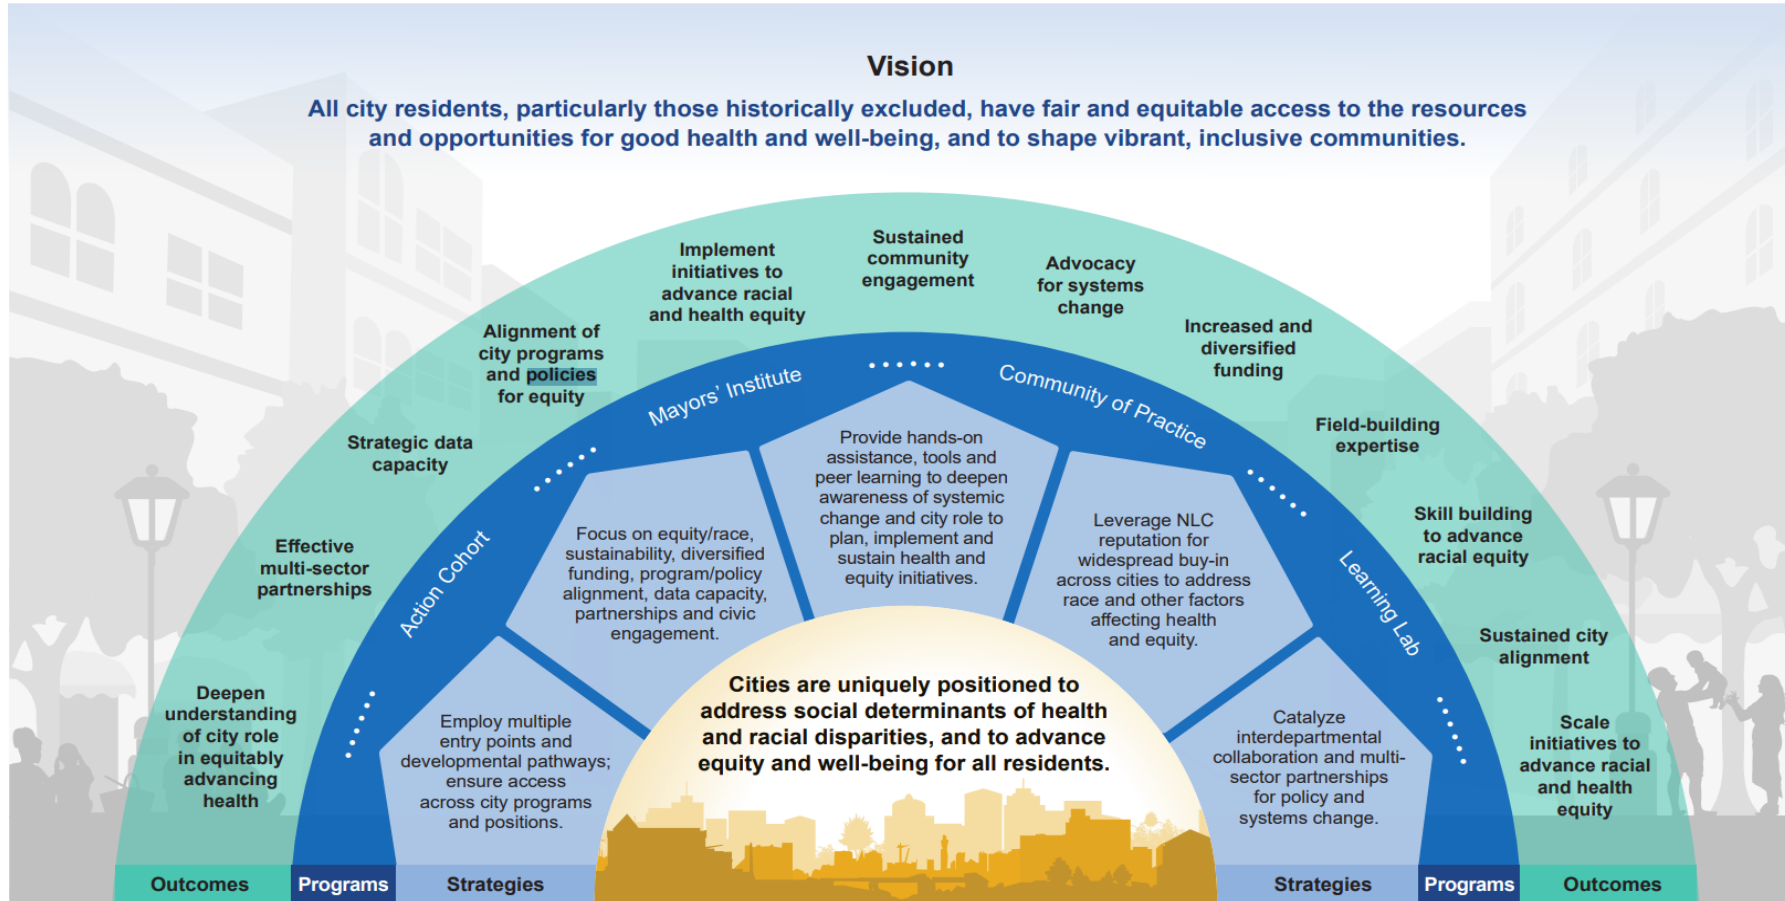 Vision
All city residents, particularly those historically excluded, have fair and equitable access to the resources
and opportunities for good health and well-being, and to shape vibrant, inclusive communities.
Deepen
understanding
of city role
in equitably
advancing
health
Effective
multi-sector
partnerships
Strategic data
capacity
Alignment of
city programs
and policies
for equity
Implement
initiatives to
advance racial
and health equity
Sustained
community
engagement
Advocacy
for systems
change
Increased and
diversified
funding
Field-building
expertise
Skill building
to advance
racial equity
Sustained city
alignment
Scale
initiatives to
advance racial
and health
equity
Action Cohort
Mayors' Institute
Community of Practice
Learning Lab
Employ multiple
entry points and
developmental pathways;
ensure access
across city programs
and positions.
Focus on equity/race,
sustainability, diversified
funding, program/policy
alignment, data capacity,
partnerships and civic
engagement.
Provide hands-on
assistance, tools and
peer learning to deepen
awareness of systemic
change and city role to
plan, implement and
sustain health and
equity initiatives.
Leverage NLC
reputation for
widespread buy-in
across cities to address
race and other factors
affecting health
and equity.
Catalyze
interdepartmental
collaboration and multi-
sector partnerships
for policy and
systems change.
Cities are uniquely positioned to
address social determinants of health
and racial disparities, and to advance
equity and well-being for all residents.
Outcomes
Programs
Strategies
Strategies
Programs
Outcomes